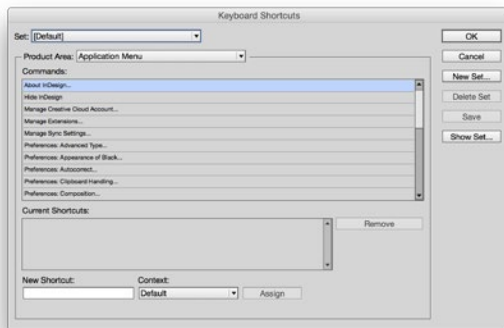 Keyboard Shortcuts
Set: [Default]
OK
Product Area: Application Menu
Cancel
Commands:
New Set...
About InDesign...
Hide InDesign
Delete Set
Manage Creative Cloud Account...
Manage Extensions...
Save
Manage Sync Settings...
Show Set...
Preferences: Advanced Type...
Preferences: Appearance of Black...
Preferences: Autocorrect...
Preferences: Clipboard Handling...
Preferences: Composition...
Current Shortcuts:
Remove
New Shortcut: Context:
Default Assign